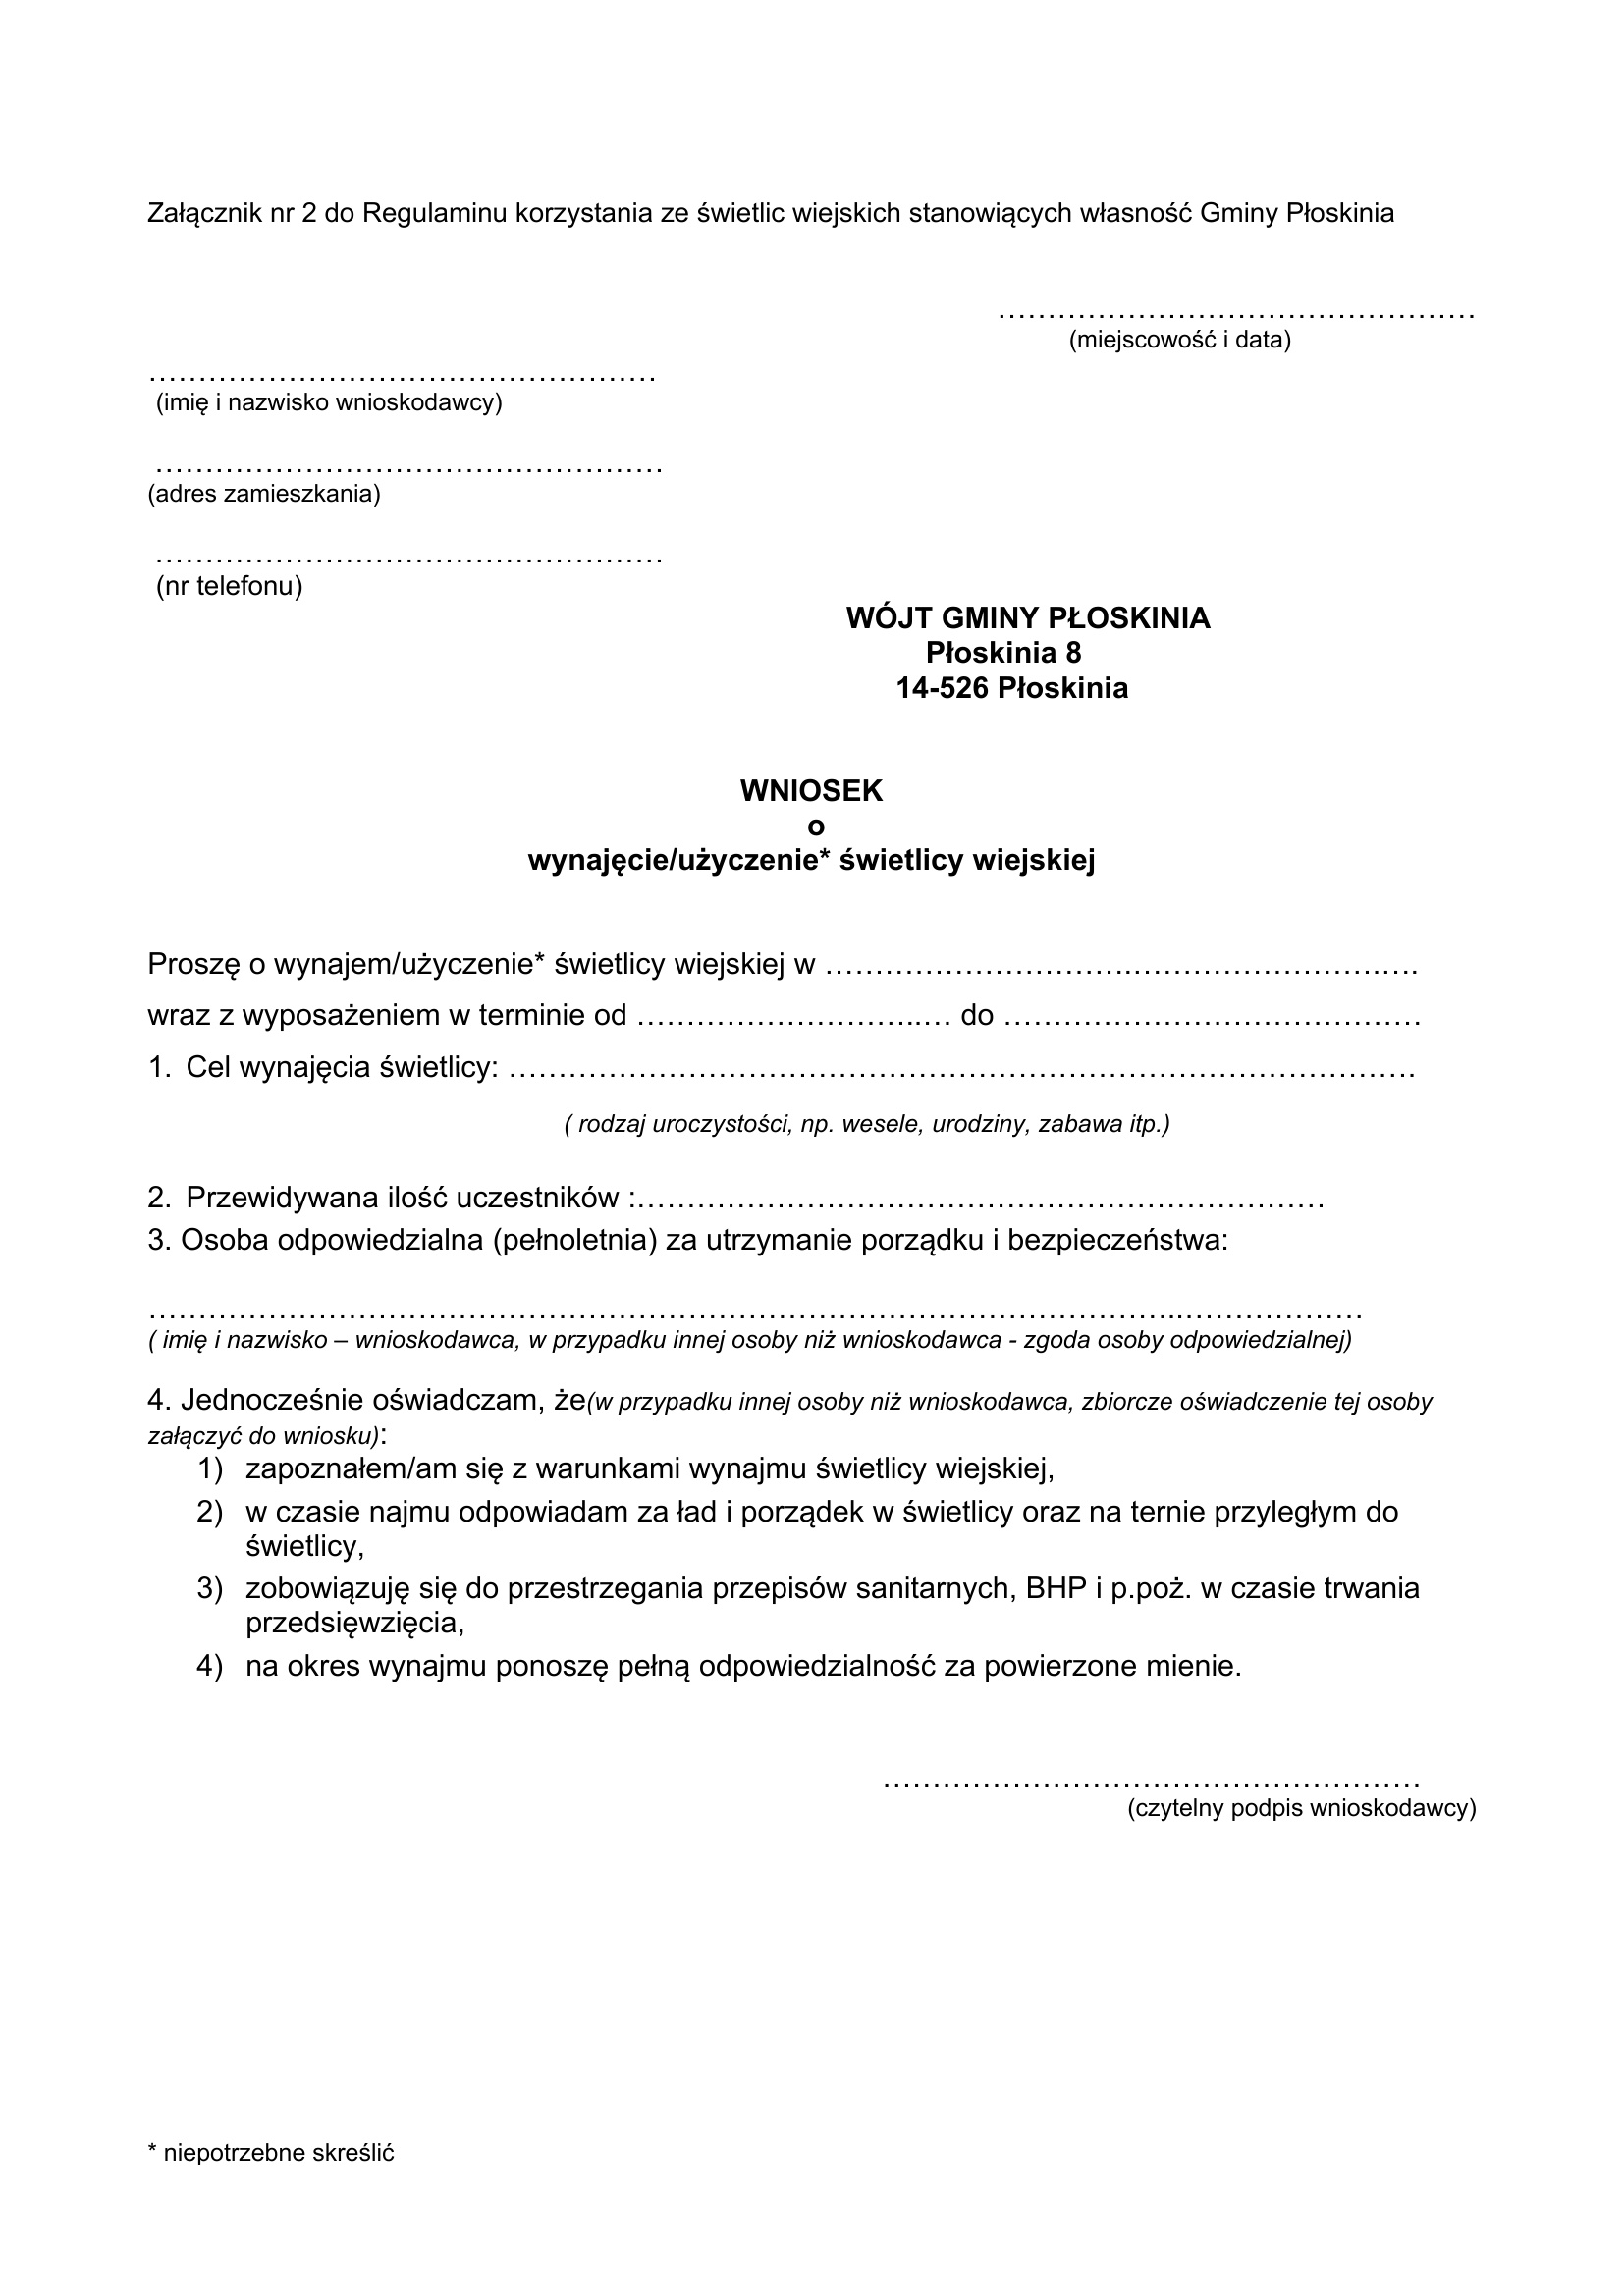 Załącznik nr 2 do Regulaminu korzystania ze świetlic wiejskich stanowiących własność Gminy Płoskinia
…………………………………………
(miejscowość i data)
……………………………………………
(imię i nazwisko wnioskodawcy)
……………………………………………
(adres zamieszkania)
……………………………………………
(nr telefonu)
WÓJT GMINY PŁOSKINIA
Płoskinia 8
14-526 Płoskinia
WNIOSEK
o
wynajęcie/użyczenie* świetlicy wiejskiej
Proszę o wynajem/użyczenie* świetlicy wiejskiej w ………………………….…………………….….
wraz z wyposażeniem w terminie od ………………………..… do ……………………………………
1. Cel wynajęcia świetlicy: ……………………………………………………………………………….
( rodzaj uroczystości, np. wesele, urodziny, zabawa itp.)
2. Przewidywana ilość uczestników :……………………………………………………………
3. Osoba odpowiedzialna (pełnoletnia) za utrzymanie porządku i bezpieczeństwa:
…………………………………………………………………………………………..………………
( imię i nazwisko – wnioskodawca, w przypadku innej osoby niż wnioskodawca - zgoda osoby odpowiedzialnej)
4. Jednocześnie oświadczam, że(w przypadku innej osoby niż wnioskodawca, zbiorcze oświadczenie tej osoby
załączyć do wniosku):
1) zapoznałem/am się z warunkami wynajmu świetlicy wiejskiej,
2) w czasie najmu odpowiadam za ład i porządek w świetlicy oraz na ternie przyległym do
świetlicy,
3) zobowiązuję się do przestrzegania przepisów sanitarnych, BHP i p.poż. w czasie trwania
przedsięwzięcia,
4) na okres wynajmu ponoszę pełną odpowiedzialność za powierzone mienie.
………………………………………………
(czytelny podpis wnioskodawcy)
* niepotrzebne skreślić